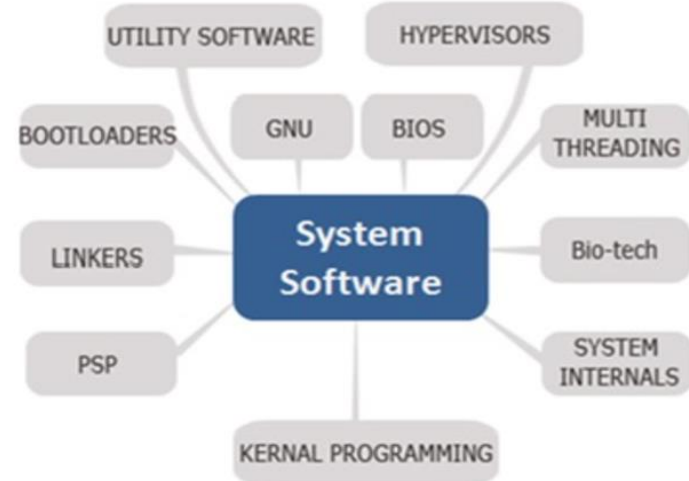 UTILITY SOFTWARE
HYPERVISORS
BOOTLOADERS
GNU
BIOS
MULTI
THREADING
System
Software
LINKERS
Bio-tech
PSP
SYSTEM
INTERNALS
KERNAL PROGRAMMING